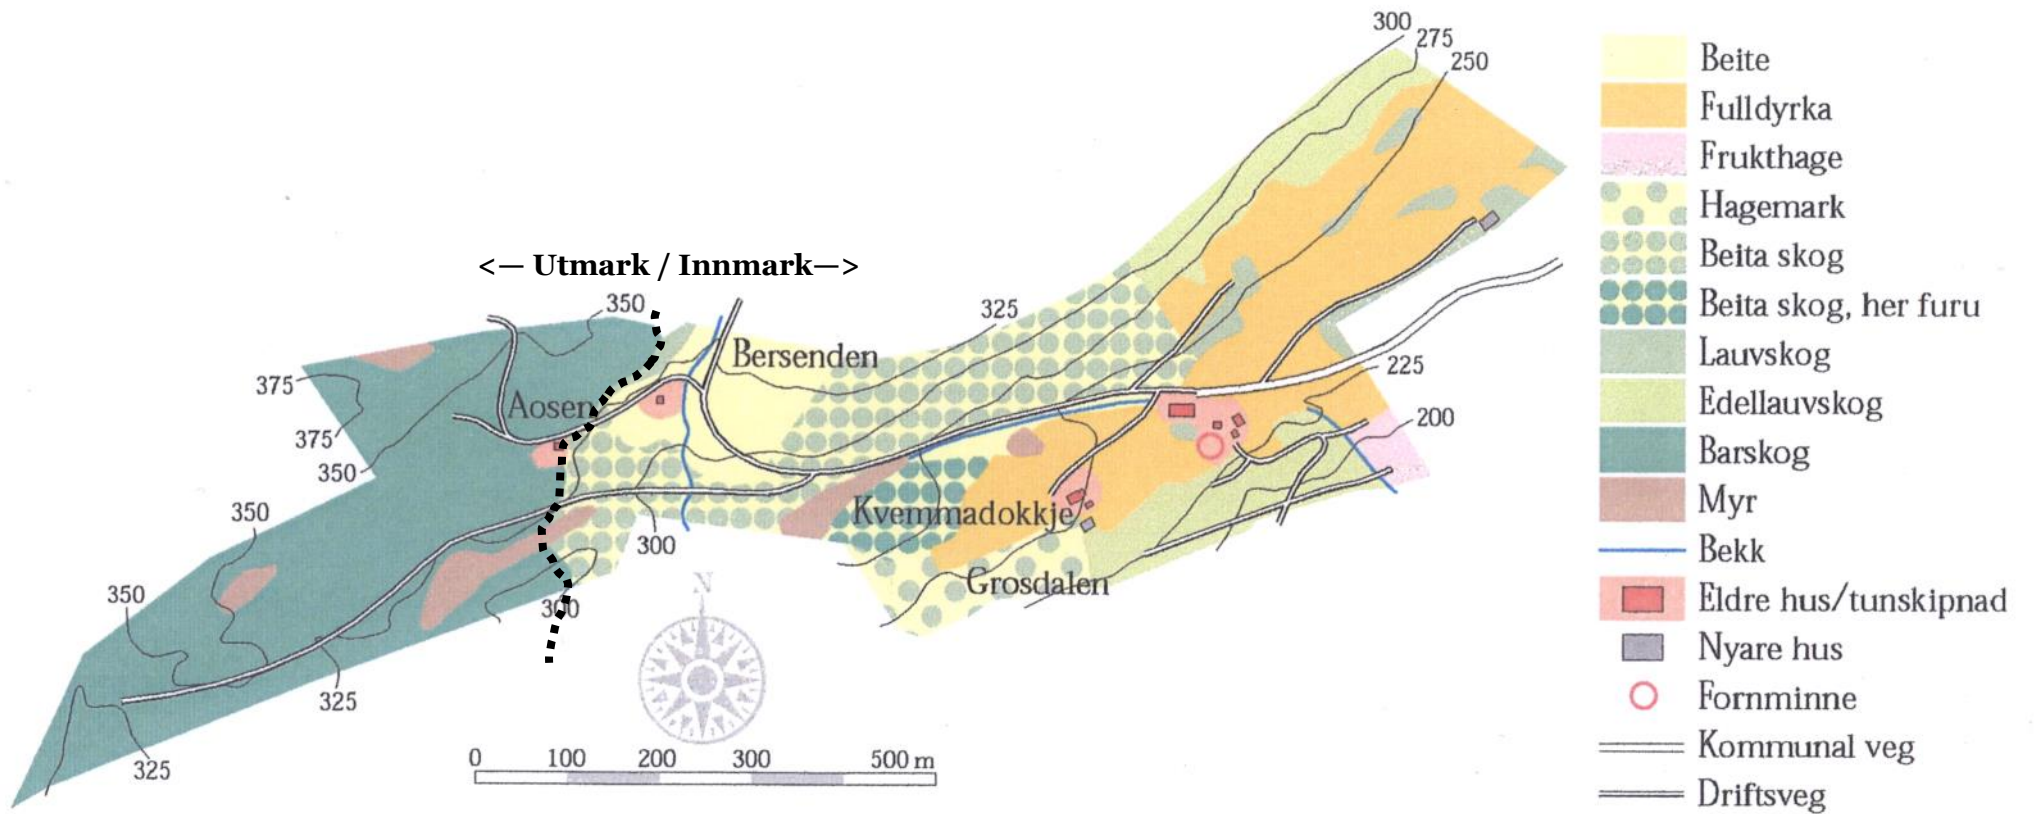 300
275
250
<— Utmark / Innmark—>
350
325
Bersenden
375
Aosen
225
200
375
350
350
Kvemmadokkje
300
Grosdalen
350
300
N
325
325
0 100 200 300 500 m
Beite
Fulldyrka
Frukthage
Hagemark
Beita skog
Beita skog, her furu
Lauvskog
Edellauvskog
Barskog
Myr
Bekk
Eldre hus/tunskipnad
Nyare hus
Fornminne
Kommunal veg
Driftsveg